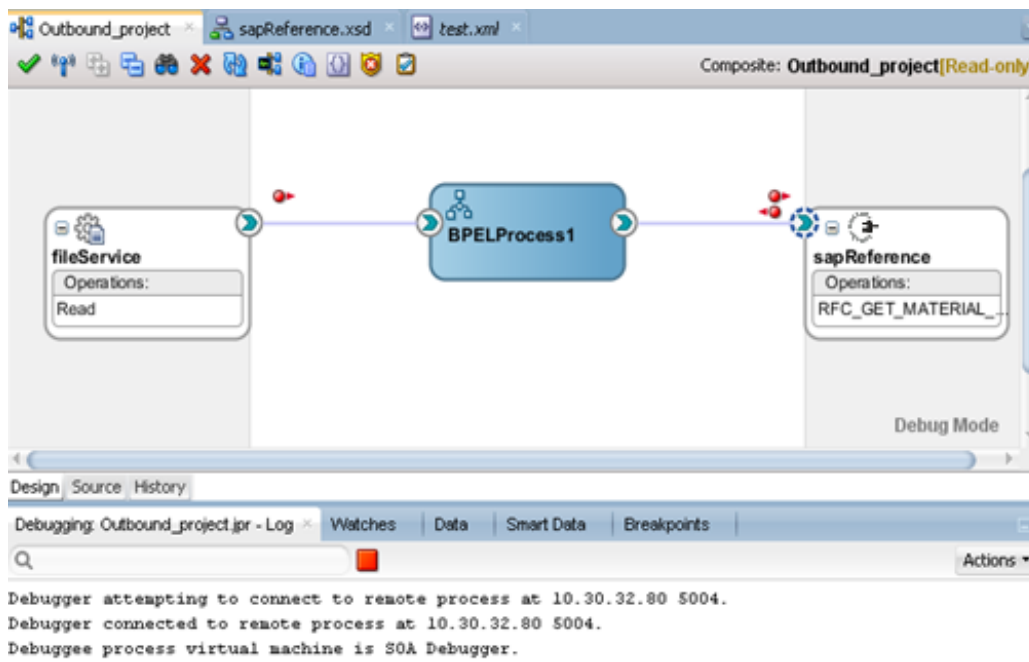 Outbound_project sapReference.xsd test.xml
Composite: Outbound_project[Read-only
BPELProcess1
fileService
Operations:
Read
sapReference
Operations:
RFC_GET_MATERIAL_...
Debug Mode
Design Source History
Debugging: Outbound_project.jpr - Log Watches Data Smart Data Breakpoints
Actions
Debugger attempting to connect to remote process at 10.30.32.80 5004.
Debugger connected to remote process at 10.30.32.80 5004.
Debuggee process virtual machine is SOA Debugger.